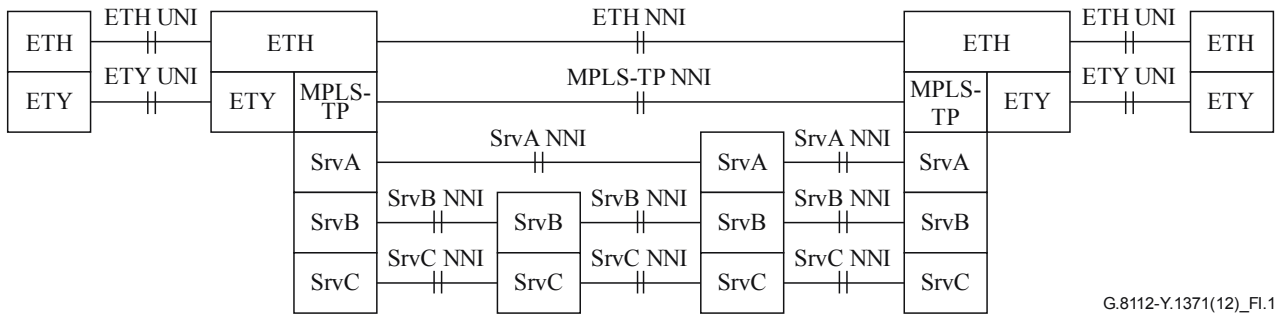 ETH UNI ETH NNI ETH UNI
ETH ETH ETH ETH
ETY UNI MPLS-TP NNI ETY UNI
ETY ETY MPLS-
TP MPLS-
TP ETY ETY
SrvA NNI SrvA NNI
SrvA SrvA SrvA
SrvB NNI SrvB NNI SrvB NNI
SrvB SrvB SrvB SrvB
SrvC NNI SrvC NNI SrvC NNI
SrvC SrvC SrvC SrvC
G.8112-Y.1371(12)_FI.1